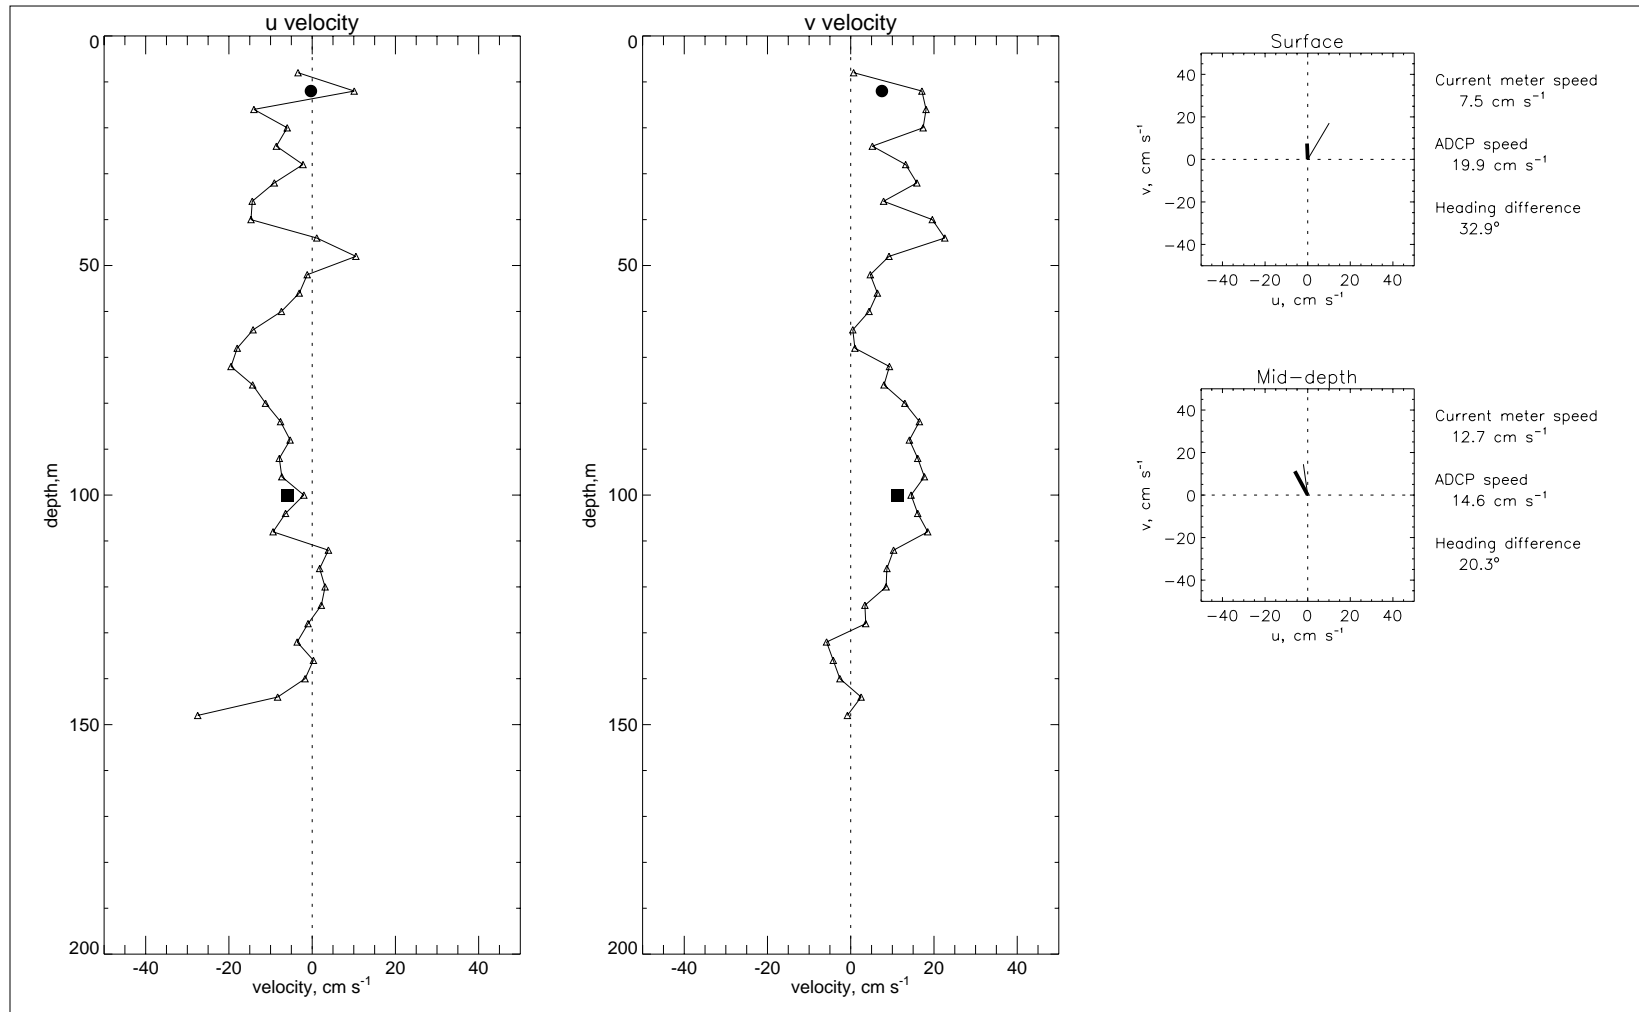 u velocity
0
50
100
150
200
depth,m
-40 -20 0 20 40
velocity, cm s⁻¹
v velocity
0
50
100
150
200
depth,m
-40 -20 0 20 40
velocity, cm s⁻¹
Surface
40
20
0
−20
−40
v, cm s⁻¹
−40 −20 0 20 40
u, cm s⁻¹
Current meter speed
7.5 cm s⁻¹
ADCP speed
19.9 cm s⁻¹
Heading difference
32.9°
Mid−depth
40
20
0
−20
−40
v, cm s⁻¹
−40 −20 0 20 40
u, cm s⁻¹
Current meter speed
12.7 cm s⁻¹
ADCP speed
14.6 cm s⁻¹
Heading difference
20.3°